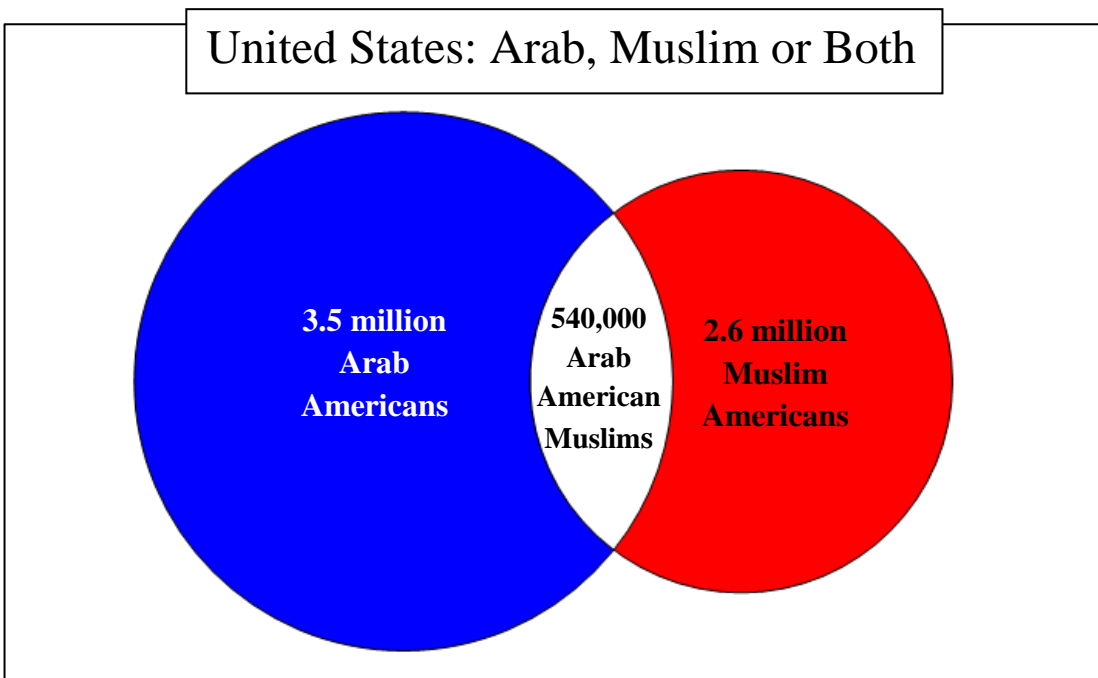 United States: Arab, Muslim or Both
3.5 million
Arab
Americans
540,000
Arab
American
Muslims
2.6 million
Muslim
Americans